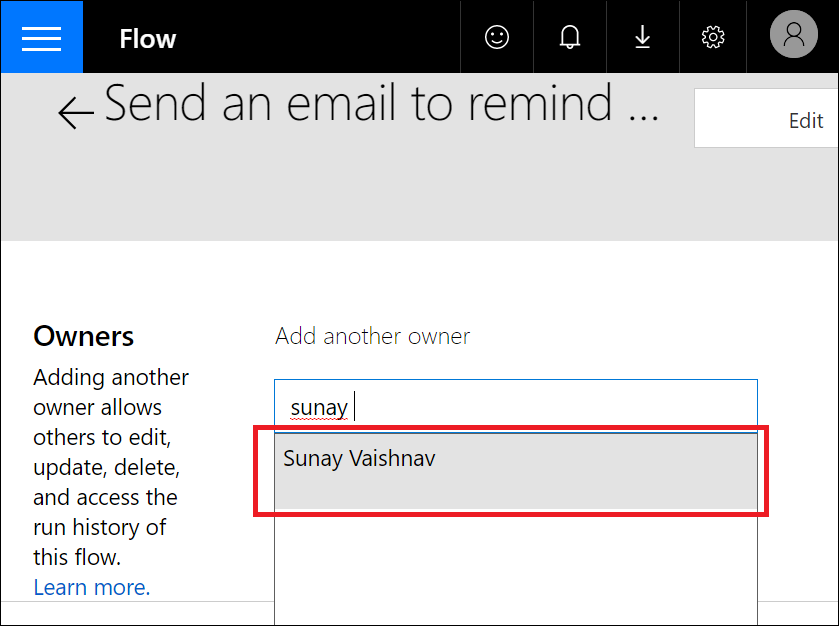 Flow
Send an email to remind ...
Edit
Owners
Adding another
owner allows
others to edit,
update, delete,
and access the
run history of
this flow.
Learn more.
Add another owner
sunay
Sunay Vaishnav